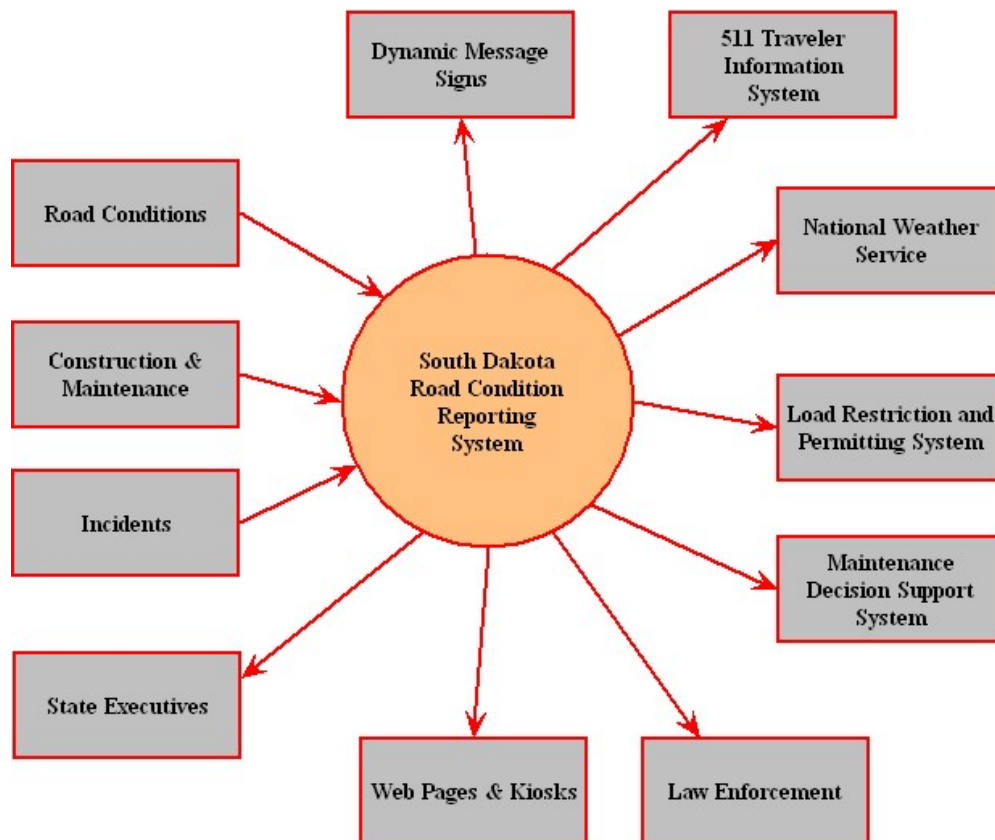 Dynamic Message
Signs
511 Traveler
Information
System
Road Conditions
National Weather
Service
Construction &
Maintenance
South Dakota
Road Condition
Reporting
System
Load Restriction and
Permitting System
Incidents
Maintenance
Decision Support
System
State Executives
Web Pages & Kiosks
Law Enforcement